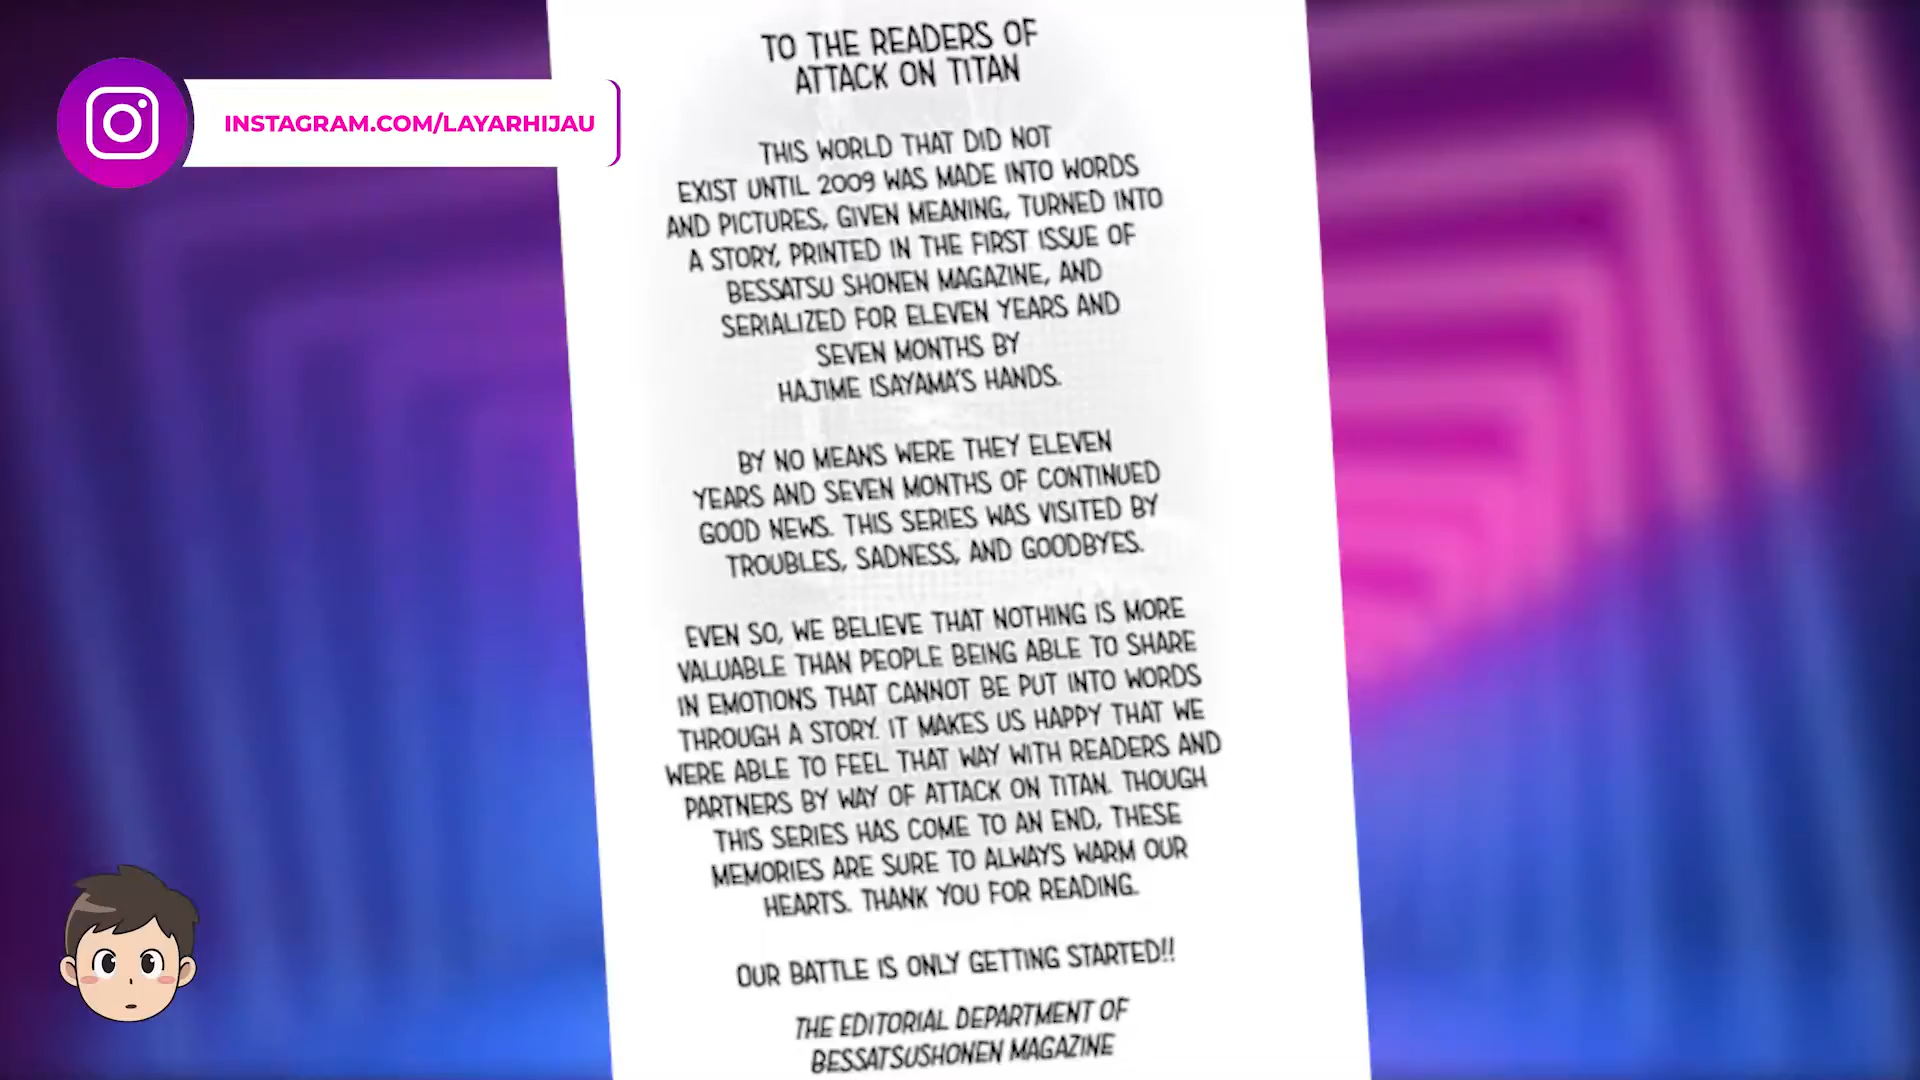 INSTAGRAM.COM/LAYARHIJAU
TO THE READERS OF
ATTACK ON TITAN
THIS WORLD THAT DID NOT
EXIST UNTIL 2009 WAS MADE INTO WORDS
AND PICTURES, GIVEN MEANING, TURNED INTO
A STORY, PRINTED IN THE FIRST ISSUE OF
BESSATSU SHONEN MAGAZINE, AND
SERIALIZED FOR ELEVEN YEARS AND
SEVEN MONTHS BY
HAJIME ISAYAMA'S HANDS.
BY NO MEANS WERE THEY ELEVEN
YEARS AND SEVEN MONTHS OF CONTINUED
GOOD NEWS. THIS SERIES WAS VISITED BY
TROUBLES, SADNESS, AND GOODBYES.
EVEN SO, WE BELIEVE THAT NOTHING IS MORE
VALUABLE THAN PEOPLE BEING ABLE TO SHARE
IN EMOTIONS THAT CANNOT BE PUT INTO WORDS
THROUGH A STORY. IT MAKES US HAPPY THAT WE
WERE ABLE TO FEEL THAT WAY WITH READERS AND
PARTNERS BY WAY OF ATTACK ON TITAN. THOUGH
THIS SERIES HAS COME TO AN END, THESE
MEMORIES ARE SURE TO ALWAYS WARM OUR
HEARTS. THANK YOU FOR READING.
OUR BATTLE IS ONLY GETTING STARTED!!
THE EDITORIAL DEPARTMENT OF
BESSATSUSHONEN MAGAZINE